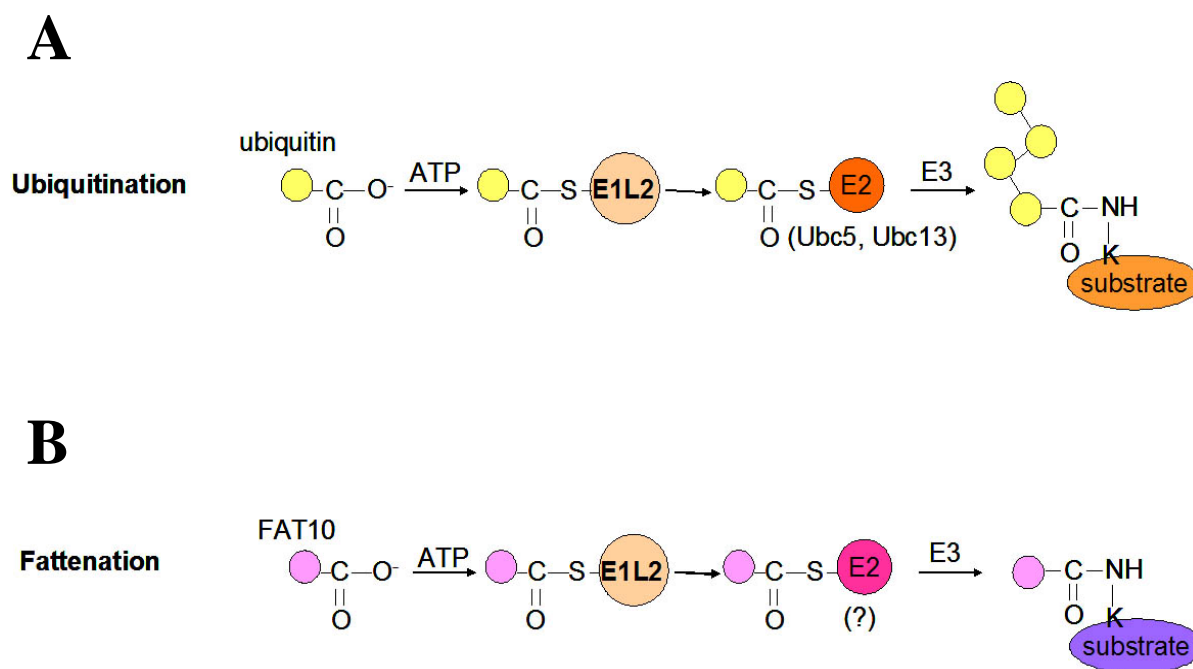 A
ubiquitin
Ubiquitination
C O⁻ ATP C S E1L2 C S E2 E3 C NH
O O O (Ubc5, Ubc13) O K
substrate
B
FAT10
Fattenation
C O⁻ ATP C S E1L2 C S E2 E3 C NH
O O O (?) O K
substrate